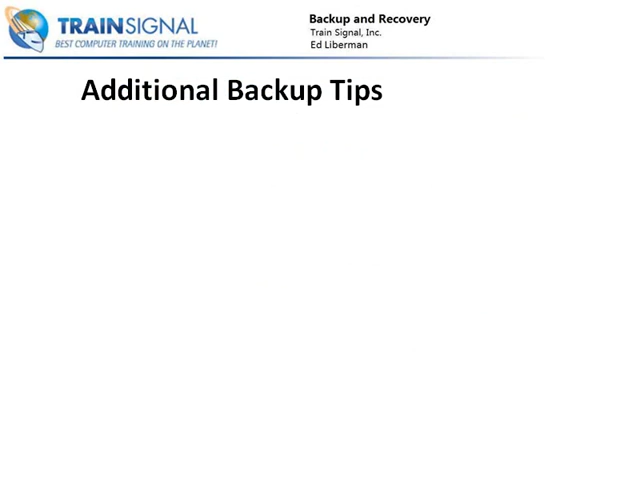 TRAINSIGNAL
BEST COMPUTER TRAINING ON THE PLANET!
Backup and Recovery
Train Signal, Inc.
Ed Liberman
Additional Backup Tips